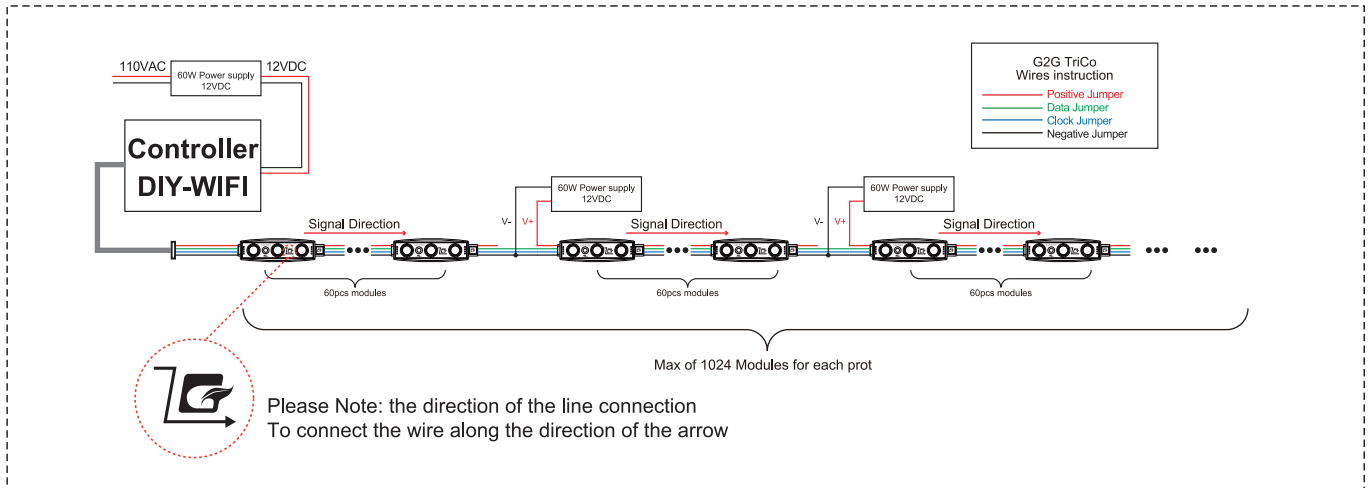 110VAC
60W Power supply
12VDC
12VDC
Controller
DIY-WIFI
G2G TriCo
Wires instruction
Positive Jumper
Data Jumper
Clock Jumper
Negative Jumper
Signal Direction
V-
V+
60W Power supply
12VDC
Signal Direction
V-
V+
60W Power supply
12VDC
Signal Direction
60pcs modules
60pcs modules
60pcs modules
Max of 1024 Modules for each prot
Please Note: the direction of the line connection
To connect the wire along the direction of the arrow